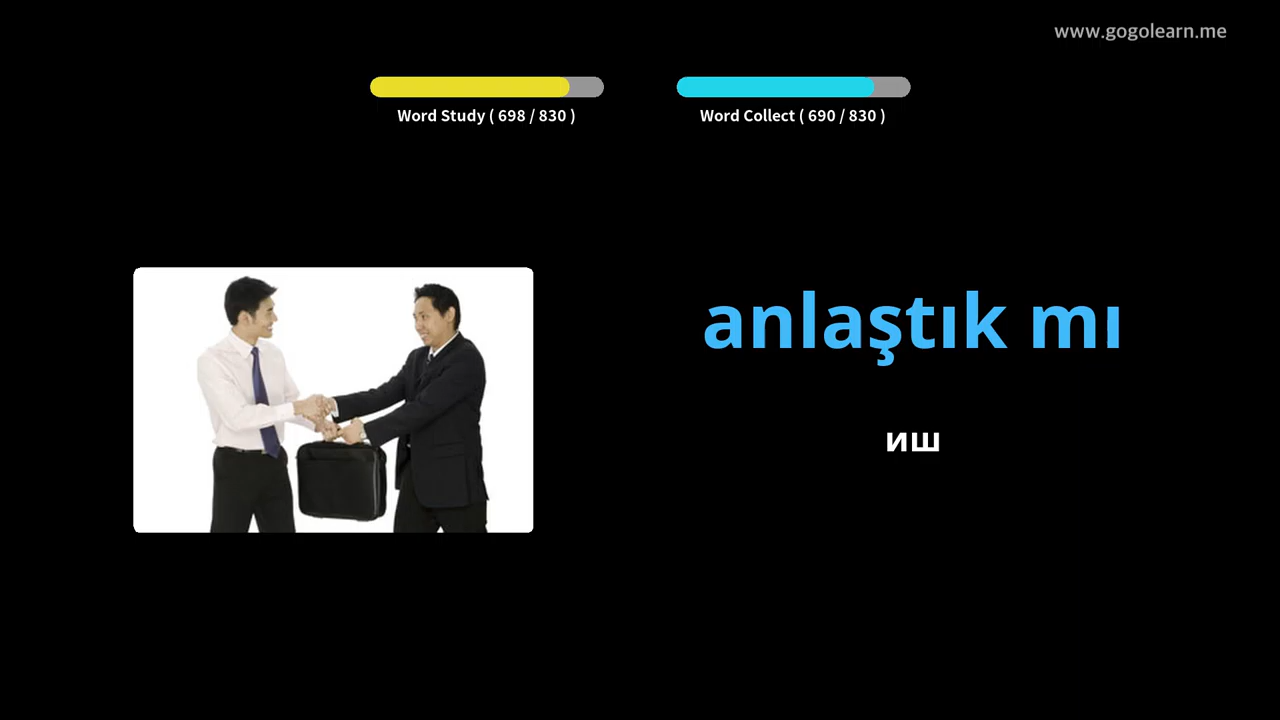 www.gogolearn.me
Word Study ( 698 / 830 )
Word Collect ( 690 / 830 )
anlaştık mı
иш